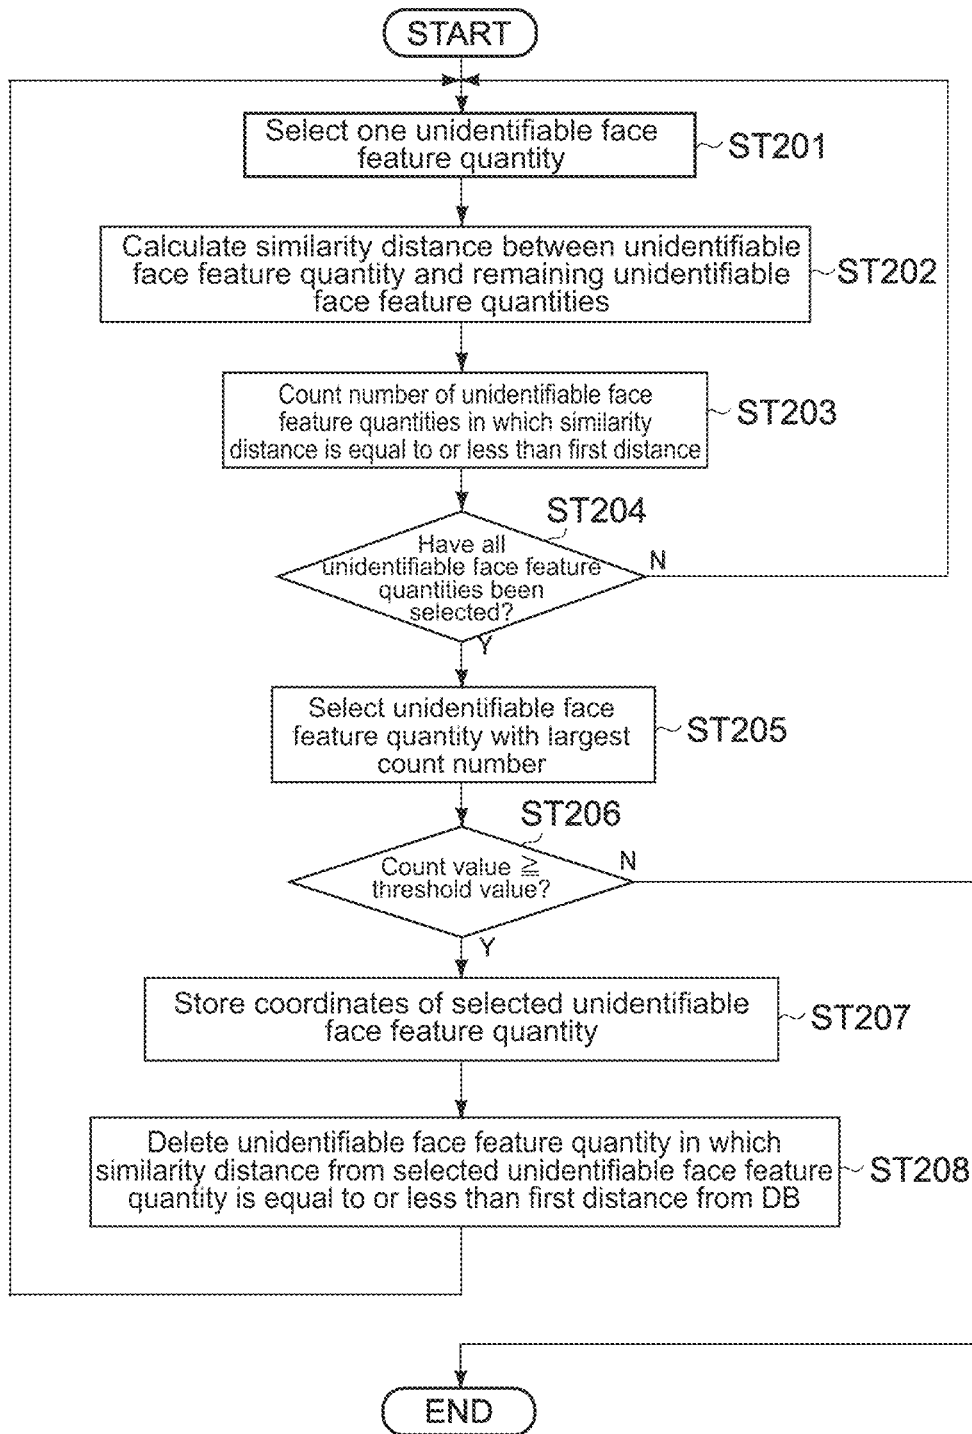 START
Select one unidentifiable face
feature quantity
ST201
Calculate similarity distance between unidentifiable
face feature quantity and remaining unidentifiable
face feature quantities
ST202
Count number of unidentifiable face
feature quantities in which similarity
distance is equal to or less than first distance
ST203
ST204
Have all
unidentifiable face feature
quantities been
selected?
N
Y
Select unidentifiable face
feature quantity with largest
count number
ST205
ST206
Count value ≧
threshold value?
N
Y
Store coordinates of selected unidentifiable
face feature quantity
ST207
Delete unidentifiable face feature quantity in which
similarity distance from selected unidentifiable face feature
quantity is equal to or less than first distance from DB
ST208
END